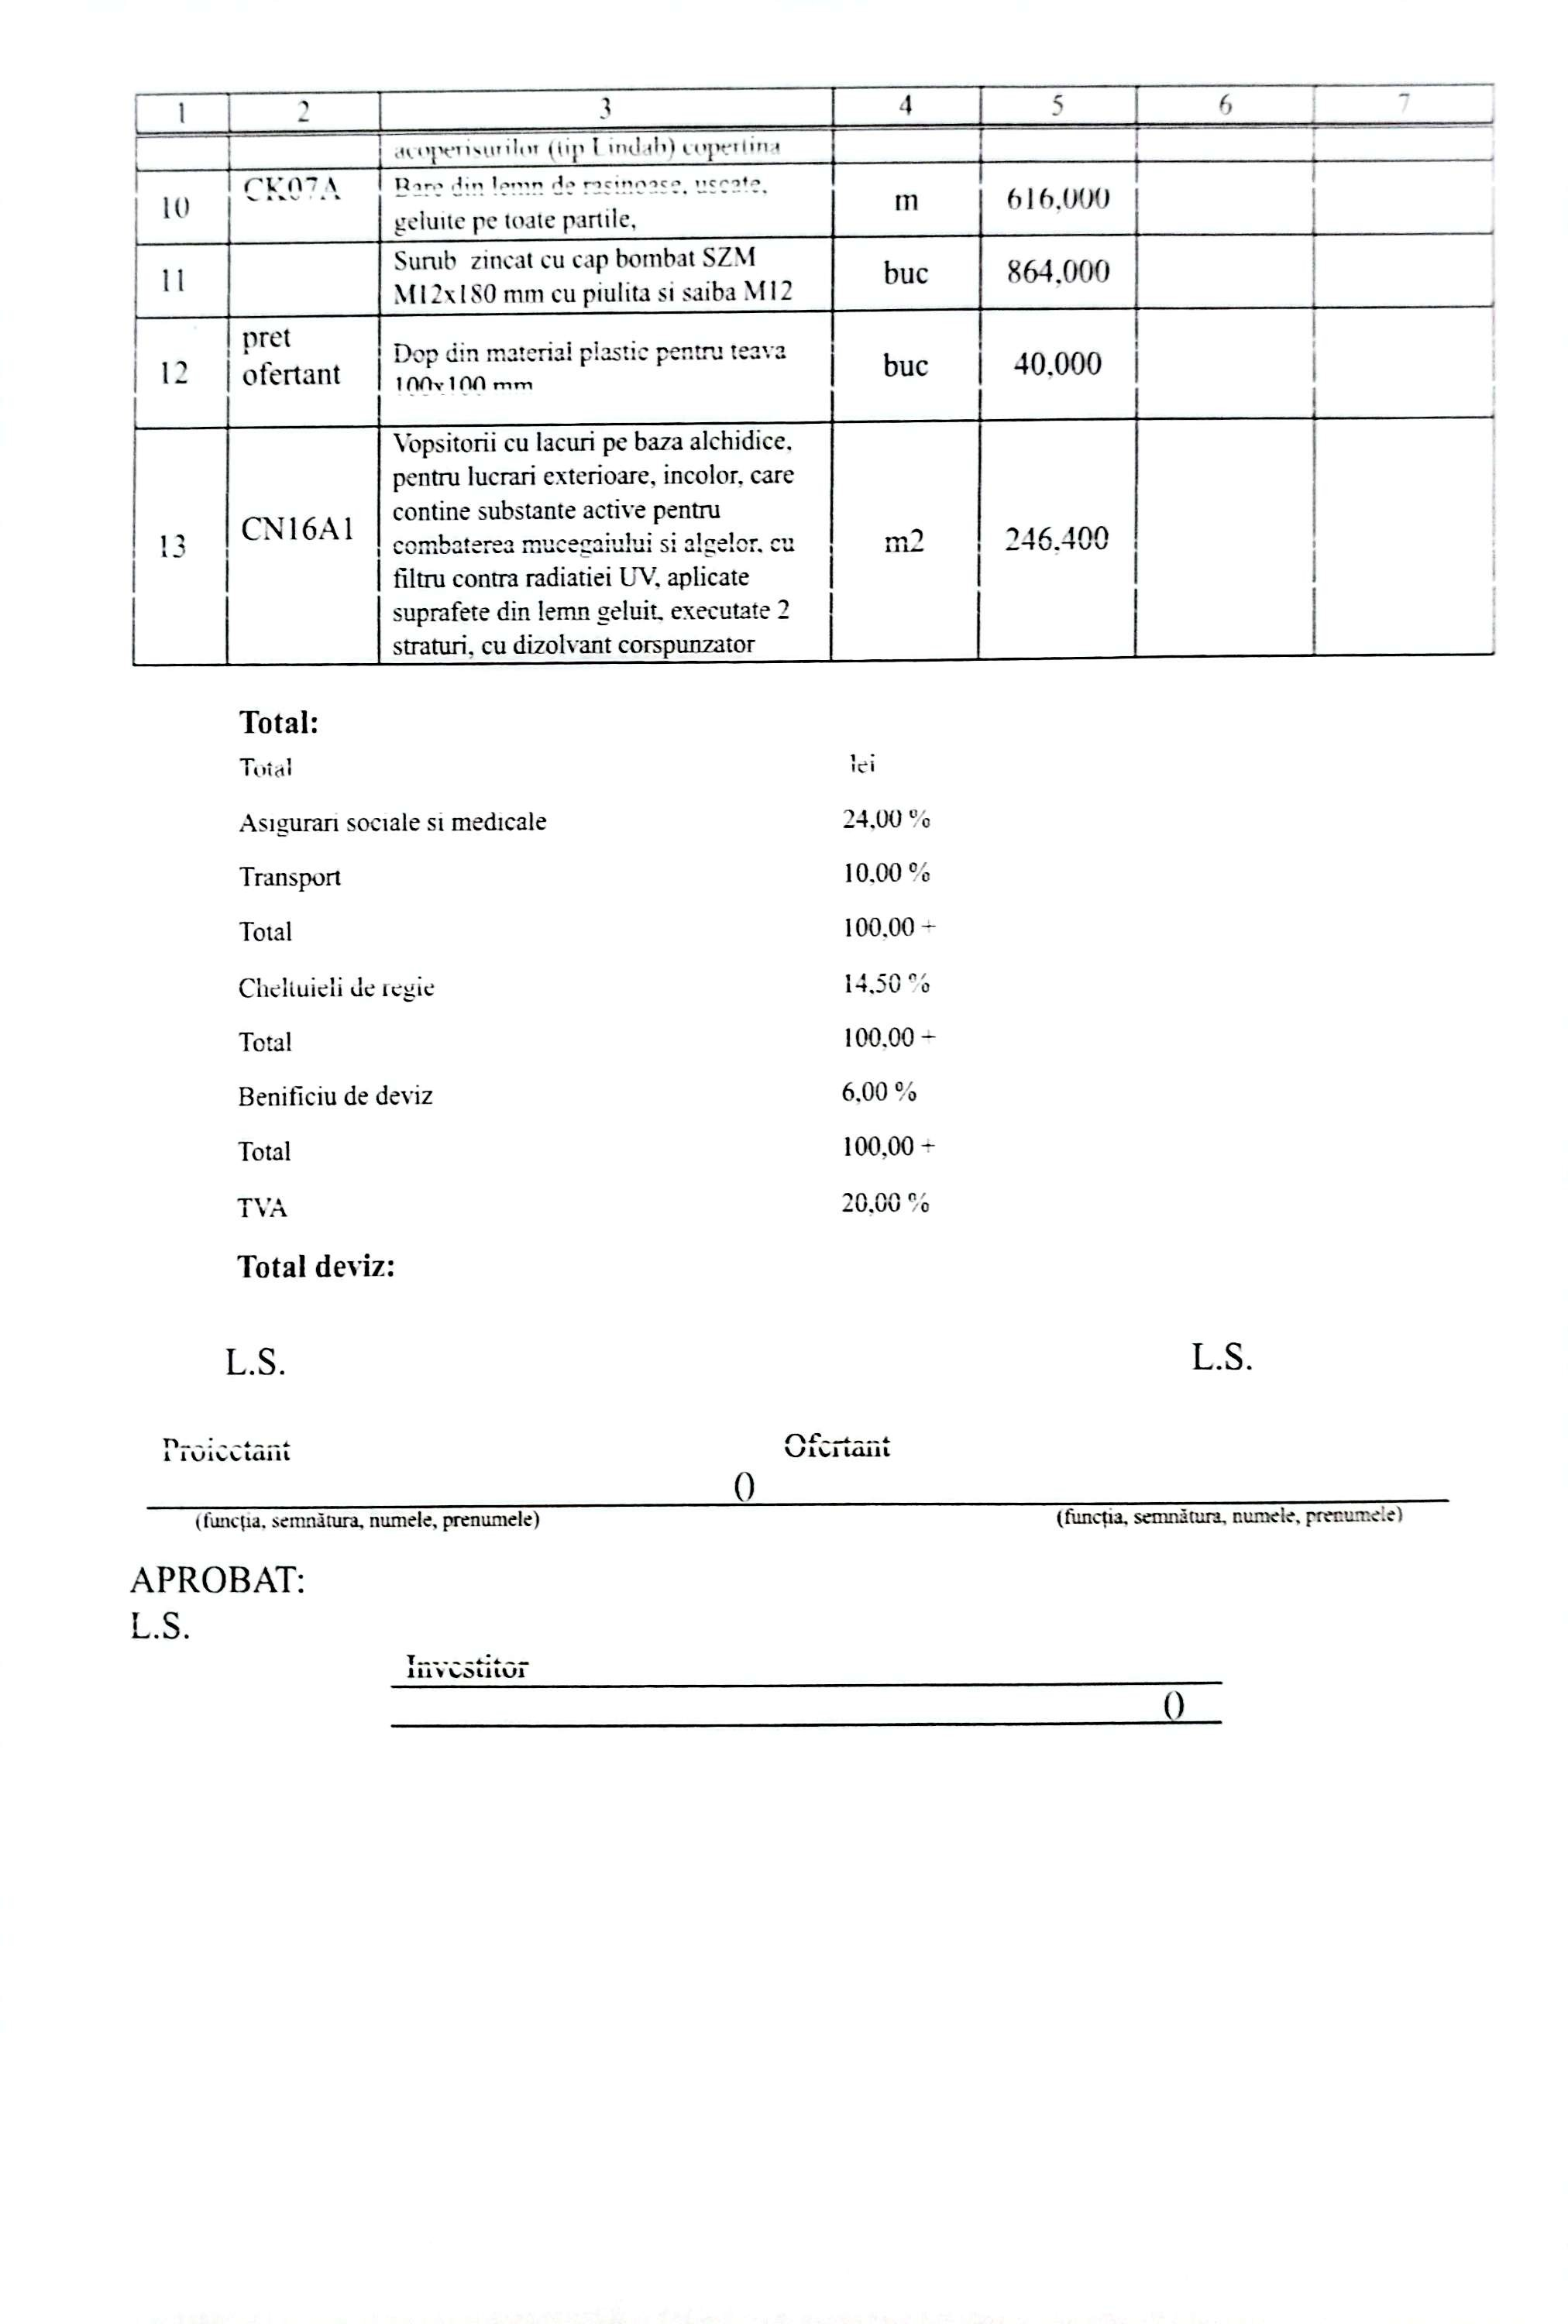 1 2 3 4 5 6 7
acoperisurilor (tip Lindab) copertina
10 CK07A Bare din lemn de rasinoase, uscate, m 616,000
geluite pe toate partile,
11 Surub zincat cu cap bombat SZM buc 864,000
M12x180 mm cu piulita si saiba M12
12 pret ofertant Dop din material plastic pentru teava buc 40,000
100x100 mm
Vopsitorii cu lacuri pe baza alchidice,
pentru lucrari exterioare, incolor, care
contine substante active pentru
13 CN16A1 combaterea mucegaiului si algelor, cu m2 246,400
filtru contra radiatiei UV, aplicate
suprafete din lemn geluit, executate 2
straturi, cu dizolvant corspunzator
Total:
Total lei
Asigurari sociale si medicale 24,00 %
Transport 10,00 %
Total 100,00 +
Cheltuieli de regie 14,50 %
Total 100,00 +
Benificiu de deviz 6,00 %
Total 100,00 +
TVA 20,00 %
Total deviz:
L.S. L.S.
Proiectant Ofertant
()
(funcția, semnătura, numele, prenumele) (funcția, semnătura, numele, prenumele)
APROBAT:
L.S.
Investitor
()